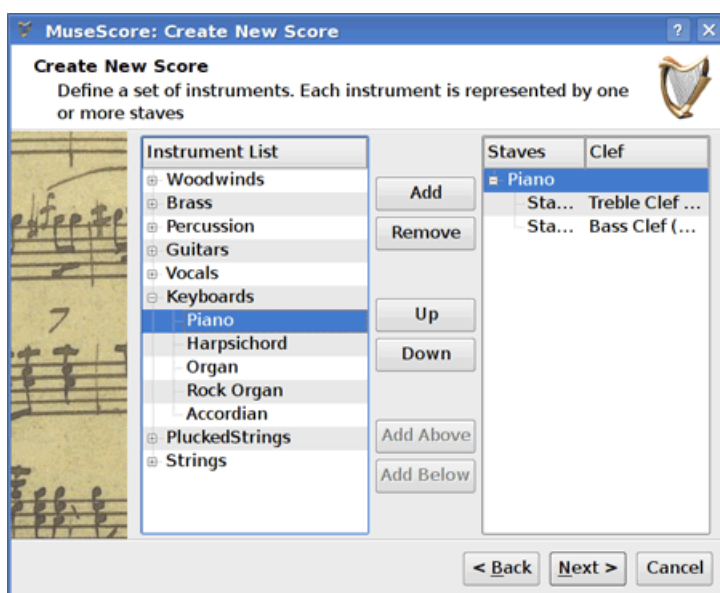 MuseScore: Create New Score
Create New Score
Define a set of instruments. Each instrument is represented by one
or more staves
Instrument List
Woodwinds
Brass
Percussion
Guitars
Vocals
Keyboards
Piano
Harpsichord
Organ
Rock Organ
Accordian
PluckedStrings
Strings
Add
Remove
Up
Down
Add Above
Add Below
Staves Clef
Piano
Sta... Treble Clef ...
Sta... Bass Clef (...
7
< Back Next > Cancel